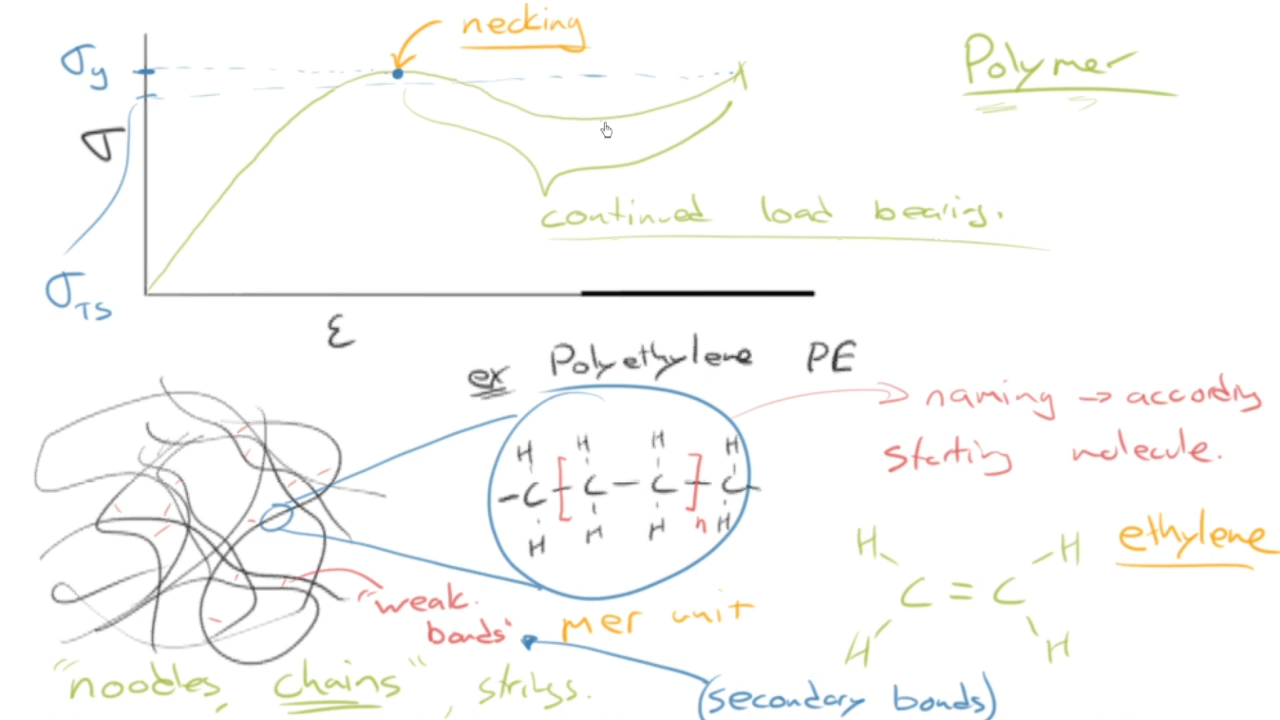 necking
Polymer
σy
σ
continued load bearing.
σTS
ε
ex Polyethylene PE
naming → according
starting molecule.
H H H H
-C [ C — C ]n C-
H H H H
ethylene
H H
C = C
H H
"weak
bonds"
mer unit
"noodles, chains", strings.
(secondary bonds)